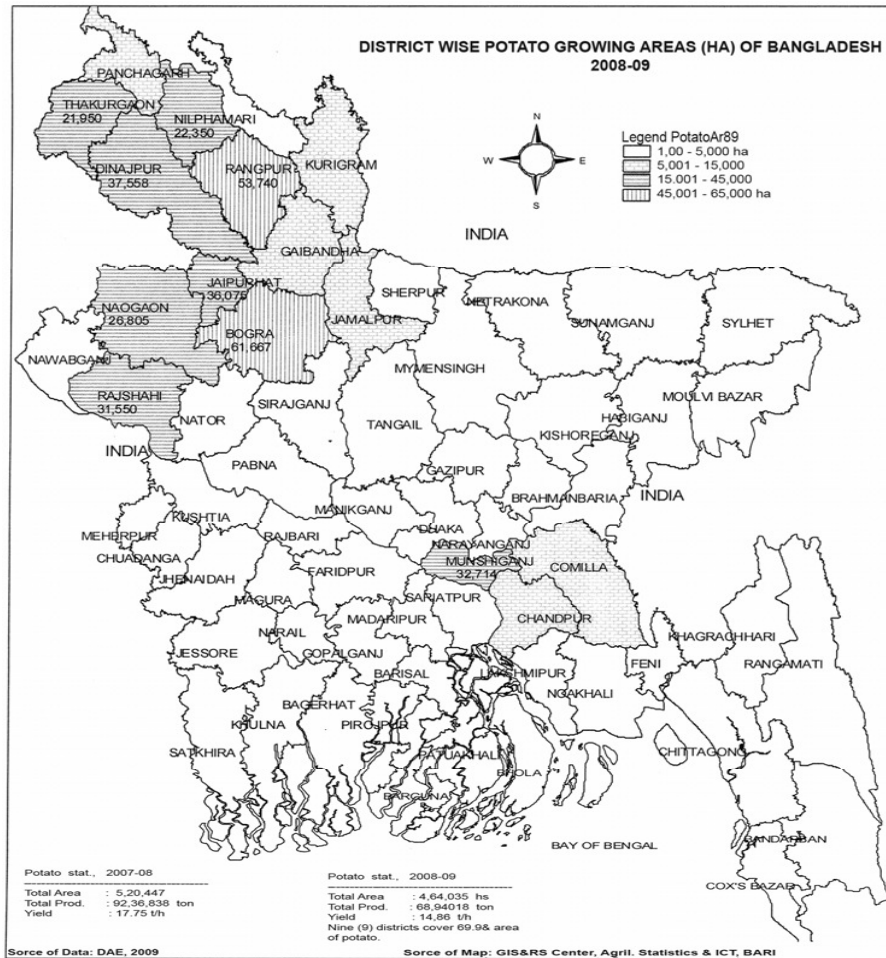 DISTRICT WISE POTATO GROWING AREAS (HA) OF BANGLADESH
2008-09
PANCHAGARH
THAKURGAON
21,950
NILPHAMARI
22,350
DINAJPUR
37,558
RANGPUR
53,740
KURIGRAM
N
W
E
S
Legend PotatoAr89
1,00 - 5,000 ha
5,001 - 15,000
15.001 - 45,000
45,001 - 65,000 ha
INDIA
GAIBANDHA
JAIPURHAT
36,075
SHERPUR
NETRAKONA
SUNAMGANJ
SYLHET
NAOGAON
26,805
BOGRA
61,667
JAMALPUR
NAWABGANJ
MYMENSINGH
RAJSHAHI
31,550
SIRAJGANJ
NATOR
TANGAIL
MOULVI BAZAR
HABIGANJ
KISHOREGANJ
INDIA
PABNA
GAZIPUR
BRAHMANBARIA
INDIA
MANIKGANJ
KUSHTIA
DHAKA
MEHERPUR
RAJBARI
NARAYANGANJ
CHUADANGA
MUNSHIGANJ
32,714
COMILLA
JHENAIDAH
FARIDPUR
MAGURA
SARIATPUR
MADARIPUR
CHANDPUR
NARAIL
KHAGRACHHARI
JESSORE
GOPALGANJ
FENI
RANGAMATI
BARISAL
LAKSHMIPUR
NOAKHALI
BAGERHAT
KHULNA
PIROJPUR
SATKHIRA
PATUAKHALI
CHITTAGONG
BHOLA
BARGUNA
BAY OF BENGAL
BANDARBAN
COX'S BAZAR
Potato stat., 2007-08
Total Area : 5,20,447
Total Prod. : 92,36,838 ton
Yield : 17.75 t/h
Potato stat., 2008-09
Total Area : 4,64,035 hs
Total Prod. : 68,94018 ton
Yield : 14,86 t/h
Nine (9) districts cover 69.9& area
of potato.
Sorce of Data: DAE, 2009
Sorce of Map: GIS&RS Center, Agril. Statistics & ICT, BARI